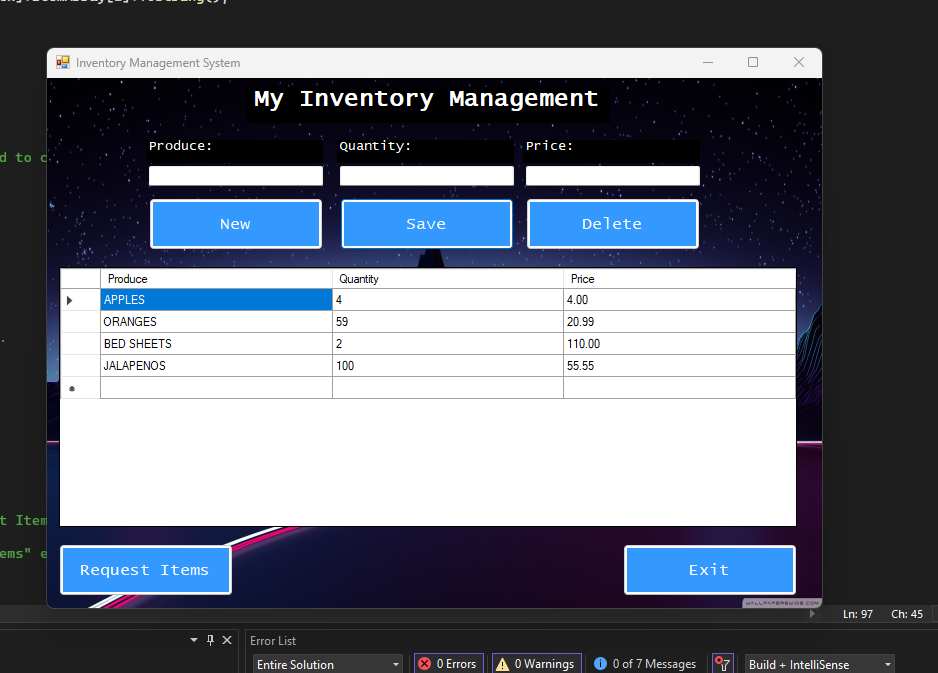 Inventory Management System
My Inventory Management
d to c
Produce: Quantity: Price:
New Save Delete
Produce Quantity Price
APPLES 4 4.00
ORANGES 59 20.99
BED SHEETS 2 110.00
JALAPENOS 100 55.55
t Item
ems" e
Request Items Exit
WALLPAPERSWIDE.COM
Ln: 97 Ch: 45
Error List
Entire Solution 0 Errors 0 Warnings 0 of 7 Messages Build + IntelliSense